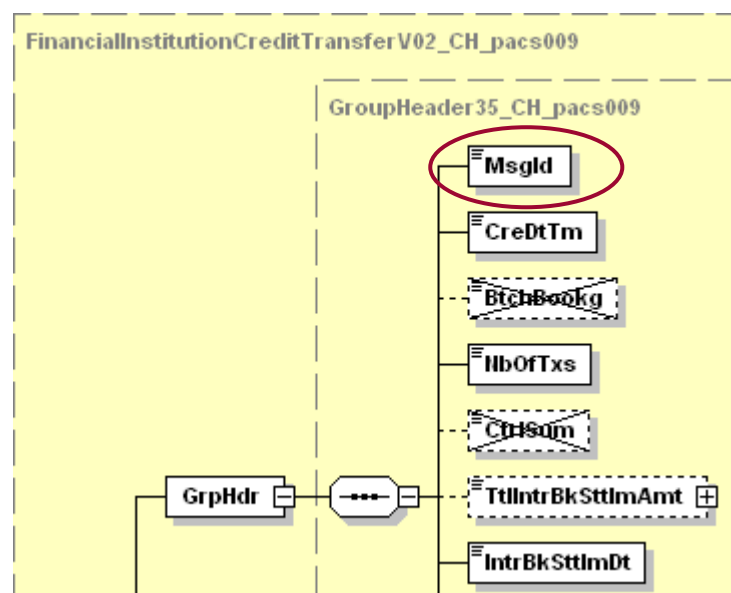 FinancialInstitutionCreditTransferV02_CH_pacs009
GroupHeader35_CH_pacs009
MsgId
CreDtTm
BtchBookg
NbOfTxs
CtrlSum
GrpHdr
TtlIntrBkSttlmAmt
IntrBkSttlmDt